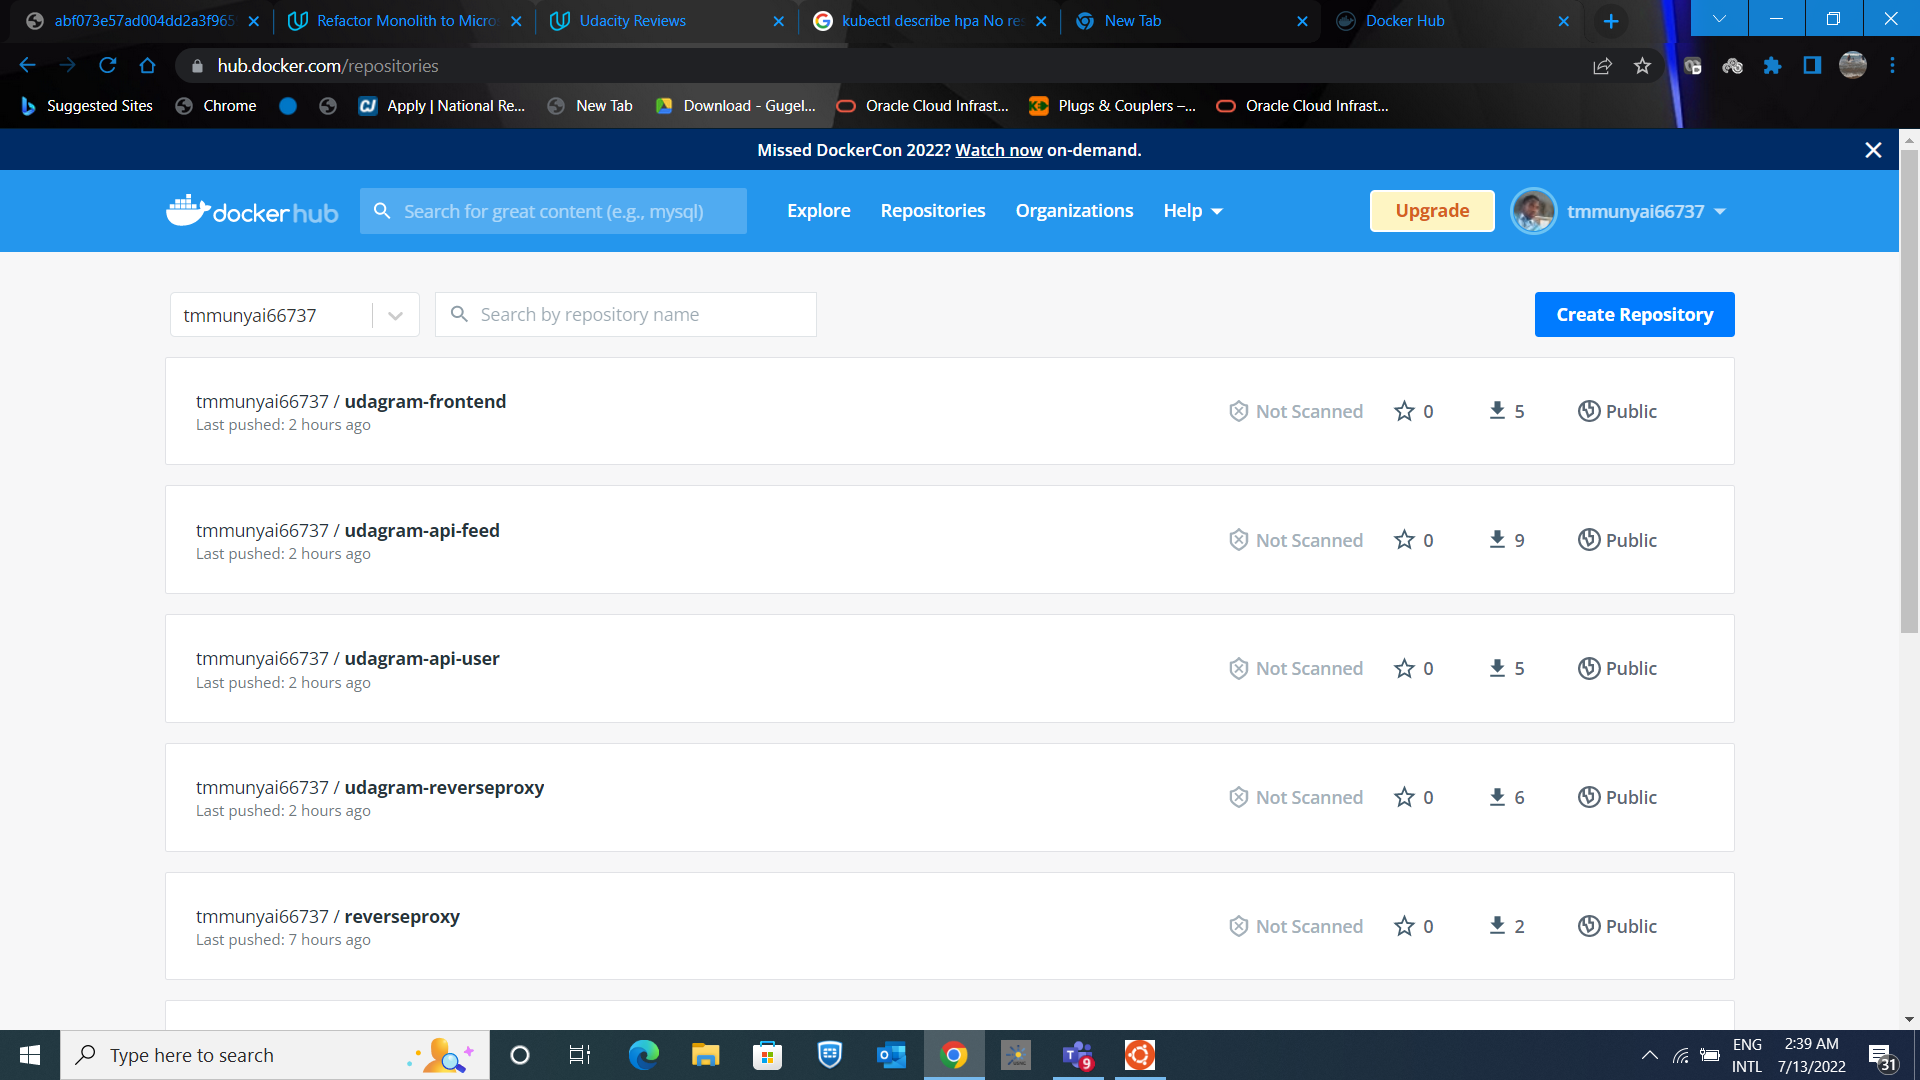 abf073e57ad004dd2a3f965
Refactor Monolith to Micro
Udacity Reviews
kubectl describe hpa No res
New Tab
Docker Hub
hub.docker.com/repositories
Suggested Sites
Chrome
Apply | National Re...
New Tab
Download - Gugel...
Oracle Cloud Infrast...
Plugs & Couplers –...
Oracle Cloud Infrast...
Missed DockerCon 2022? Watch now on-demand.
docker hub
Search for great content (e.g., mysql)
Explore
Repositories
Organizations
Help
Upgrade
tmmunyai66737
tmmunyai66737
Search by repository name
Create Repository
tmmunyai66737 / udagram-frontend
Last pushed: 2 hours ago
Not Scanned
0
5
Public
tmmunyai66737 / udagram-api-feed
Last pushed: 2 hours ago
Not Scanned
0
9
Public
tmmunyai66737 / udagram-api-user
Last pushed: 2 hours ago
Not Scanned
0
5
Public
tmmunyai66737 / udagram-reverseproxy
Last pushed: 2 hours ago
Not Scanned
0
6
Public
tmmunyai66737 / reverseproxy
Last pushed: 7 hours ago
Not Scanned
0
2
Public
Type here to search
9
ENG
INTL
2:39 AM
7/13/2022
31